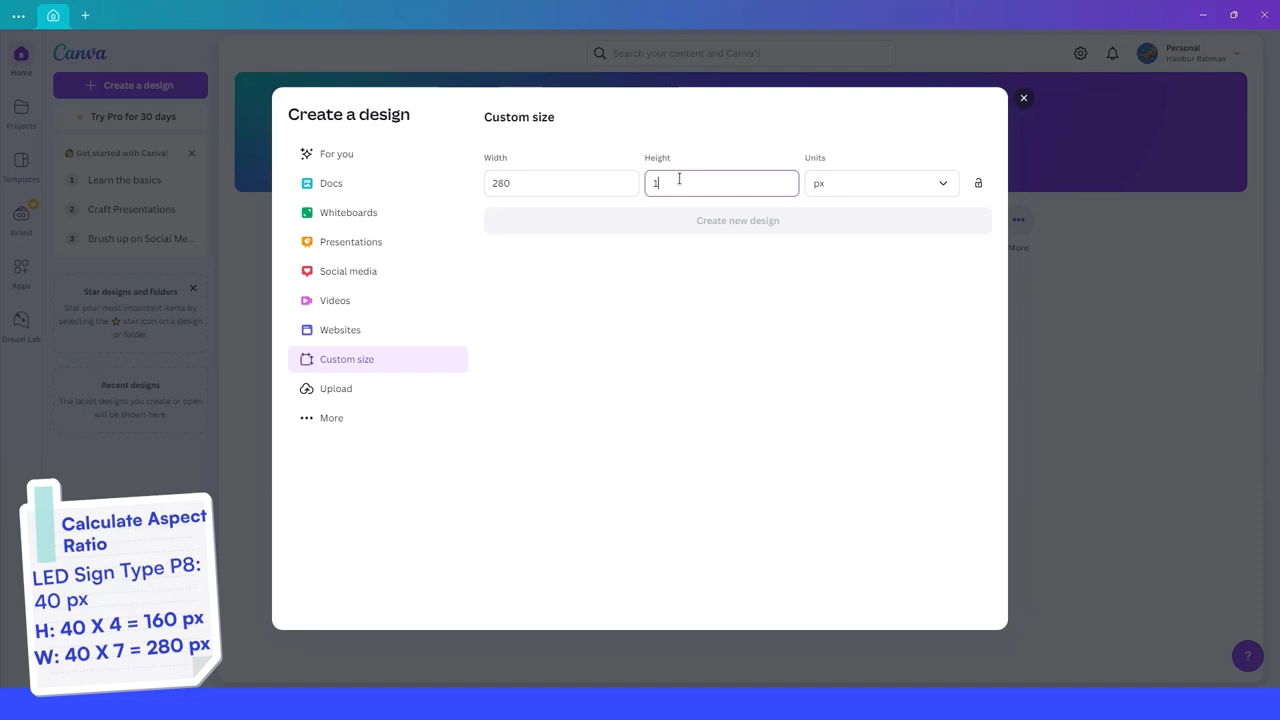 Canva
Search your content and Canva's
Personal
Hasibur Rahman
Home
Projects
Templates
Brand
Apps
Dream Lab
Create a design
Try Pro for 30 days
Get started with Canva!
1 Learn the basics
2 Craft Presentations
3 Brush up on Social Me...
Star designs and folders
Star your most important items by
selecting the star icon on a design
or folder.
Recent designs
The latest designs you create or open
will be shown here.
Create a design
For you
Docs
Whiteboards
Presentations
Social media
Videos
Websites
Custom size
Upload
More
Custom size
Width
Height
Units
280
1
px
Create new design
More
Calculate Aspect
Ratio
LED Sign Type P8:
40 px
H: 40 X 4 = 160 px
W: 40 X 7 = 280 px
?